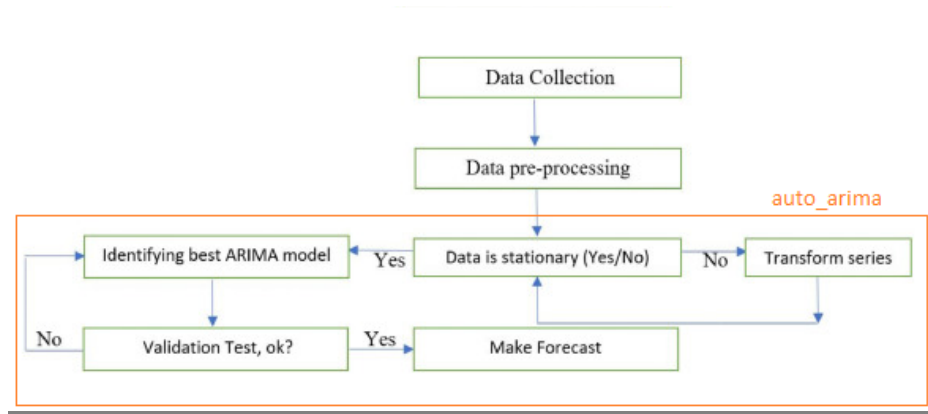 Data Collection
Data pre-processing
auto_arima
Identifying best ARIMA model
Yes
Data is stationary (Yes/No)
No
Transform series
No
Validation Test, ok?
Yes
Make Forecast